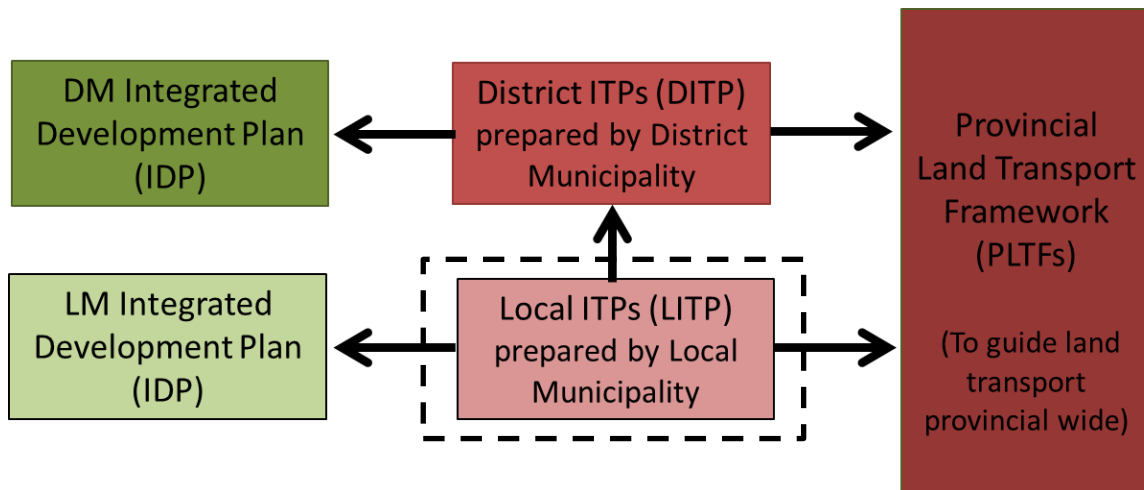 DM Integrated
Development Plan
(IDP)
District ITPs (DITP)
prepared by District
Municipality
LM Integrated
Development Plan
(IDP)
Local ITPs (LITP)
prepared by Local
Municipality
Provincial
Land Transport
Framework
(PLTFs)
(To guide land
transport
provincial wide)